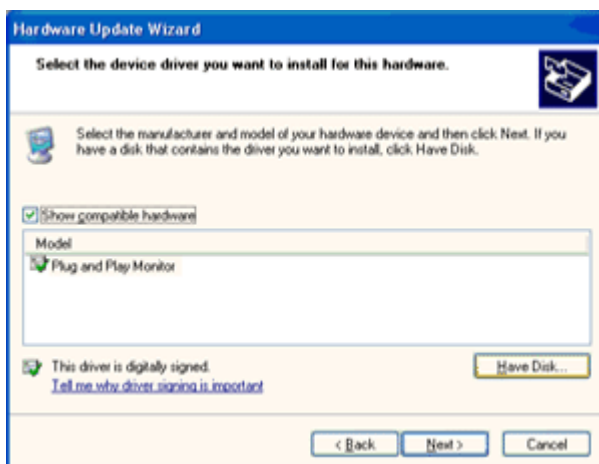 Hardware Update Wizard
Select the device driver you want to install for this hardware.
Select the manufacturer and model of your hardware device and then click Next. If you
have a disk that contains the driver you want to install, click Have Disk.
Show compatible hardware
Model
Plug and Play Monitor
This driver is digitally signed.
Have Disk...
Tell me why driver signing is important
< Back
Next >
Cancel